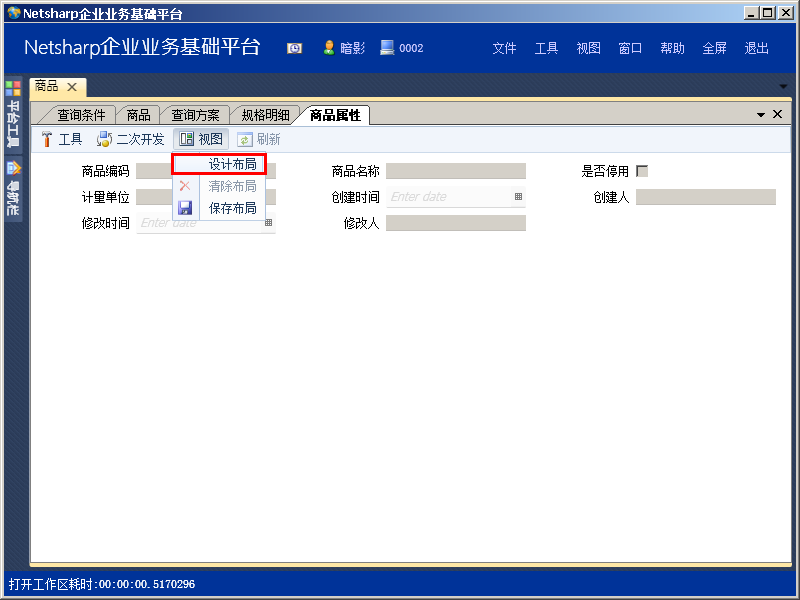 Netsharp企业业务基础平台
Netsharp企业业务基础平台 暗影 0002 文件 工具 视图 窗口 帮助 全屏 退出
平台工具
导航栏
商品
查询条件 商品 查询方案 规格明细 商品属性
工具 二次开发 视图 刷新
设计布局
清除布局
保存布局
商品编码 商品名称 是否停用
计量单位 创建时间 Enter date 创建人
修改时间 Enter date 修改人
打开工作区耗时:00:00:00.5170296